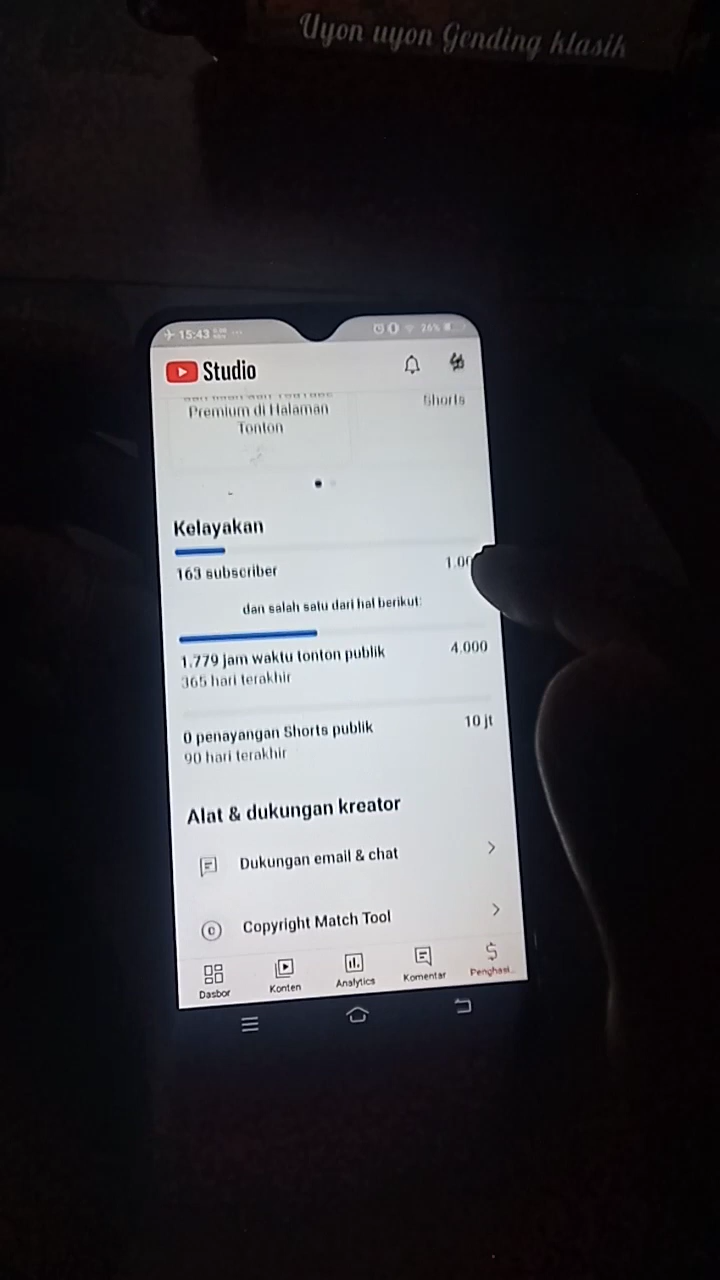 Uyon uyon Gending klasik
15:43
26%
Studio
Premium di Halaman
Tonton
Shorts
Kelayakan
163 subscriber
dan salah satu dari hal berikut:
1.779 jam waktu tonton publik
4.000
365 hari terakhir
0 penayangan Shorts publik
10 jt
90 hari terakhir
Alat & dukungan kreator
Dukungan email & chat
Copyright Match Tool
Dasbor
Konten
Analytics
Komentar
Penghasi...